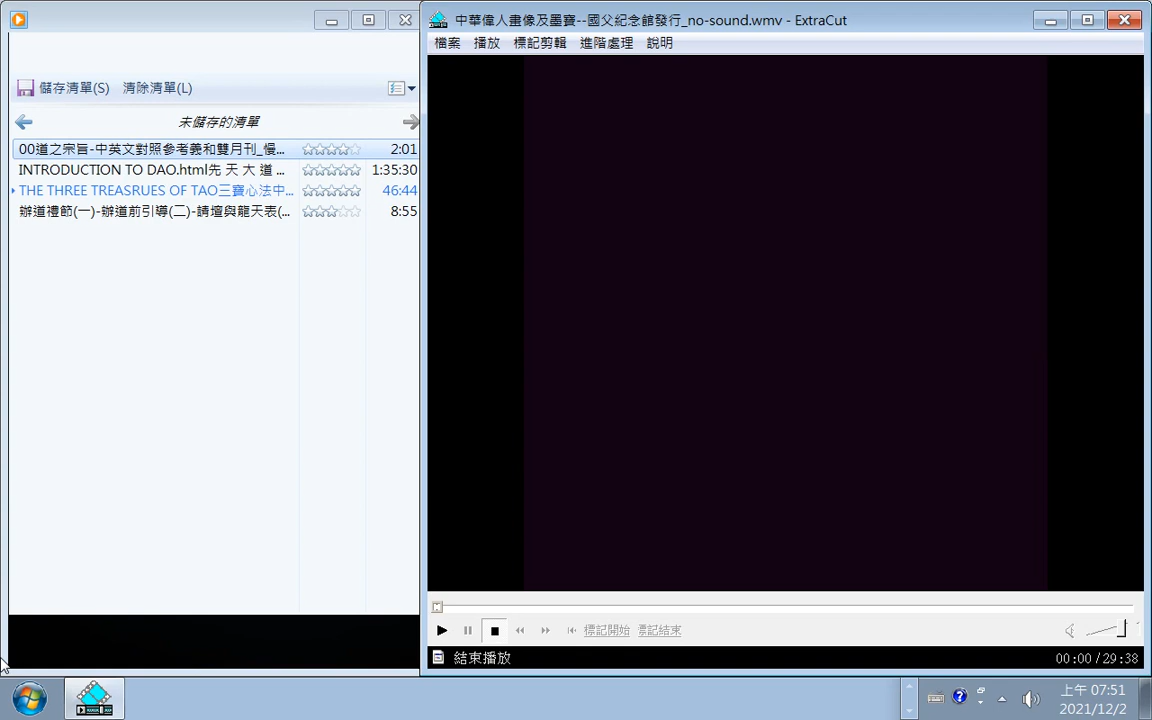 中華偉人畫像及墨寶--國父紀念館發行_no-sound.wmv - ExtraCut
檔案 播放 標記剪輯 進階處理 說明
儲存清單(S) 清除清單(L)
未儲存的清單
00道之宗旨-中英文對照參考義和雙月刊_慢... 2:01
INTRODUCTION TO DAO.html先 天 大 道 ... 1:35:30
THE THREE TREASRUES OF TAO三寶心法中... 46:44
辦道禮節(一)-辦道前引導(二)-請壇與龍天表(... 8:55
標記開始 標記結束
結束播放 00:00 / 29:38
上午 07:51
2021/12/2